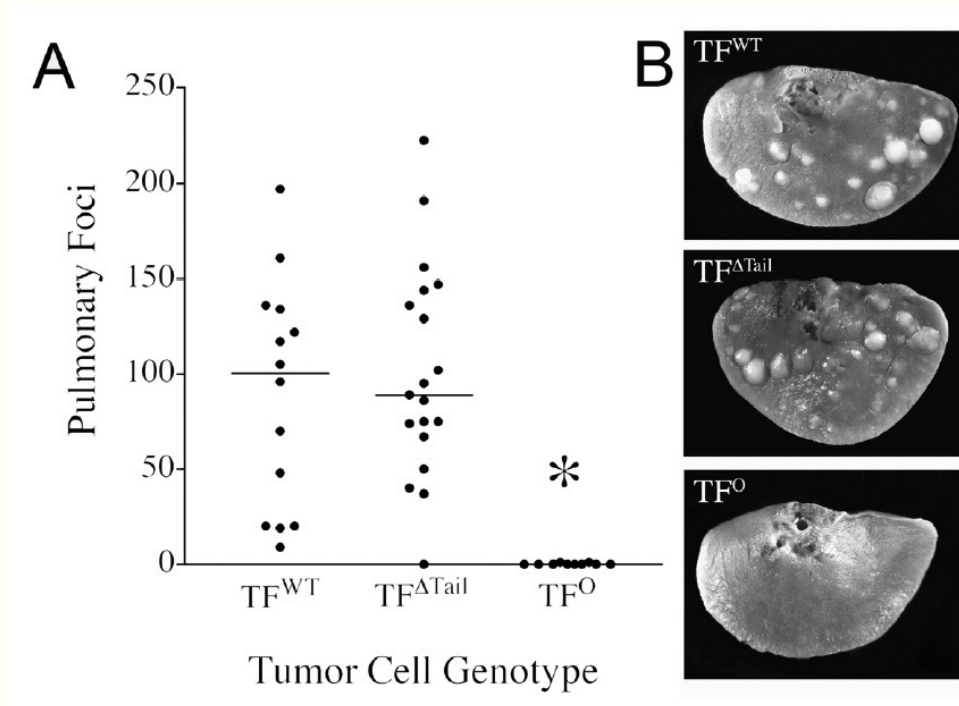 A
B
250
200
150
100
50
0
Pulmonary Foci
*
TF^WT
TF^ΔTail
TF^O
Tumor Cell Genotype
TF^WT
TF^ΔTail
TF^O